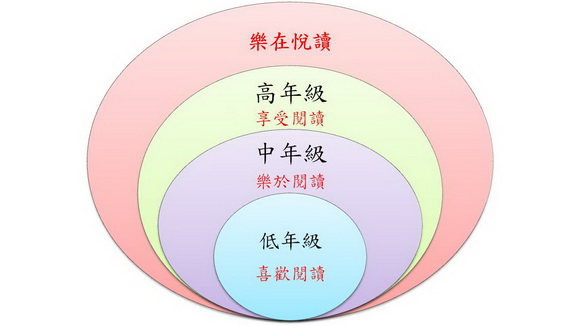 樂在悅讀
高年級
享受閱讀
中年級
樂於閱讀
低年級
喜歡閱讀